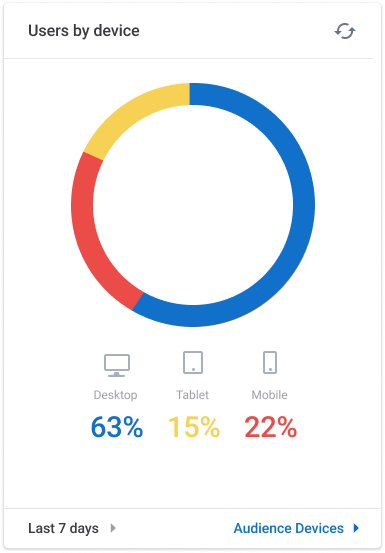 Users by device
Desktop Tablet Mobile
63% 15% 22%
Last 7 days Audience Devices